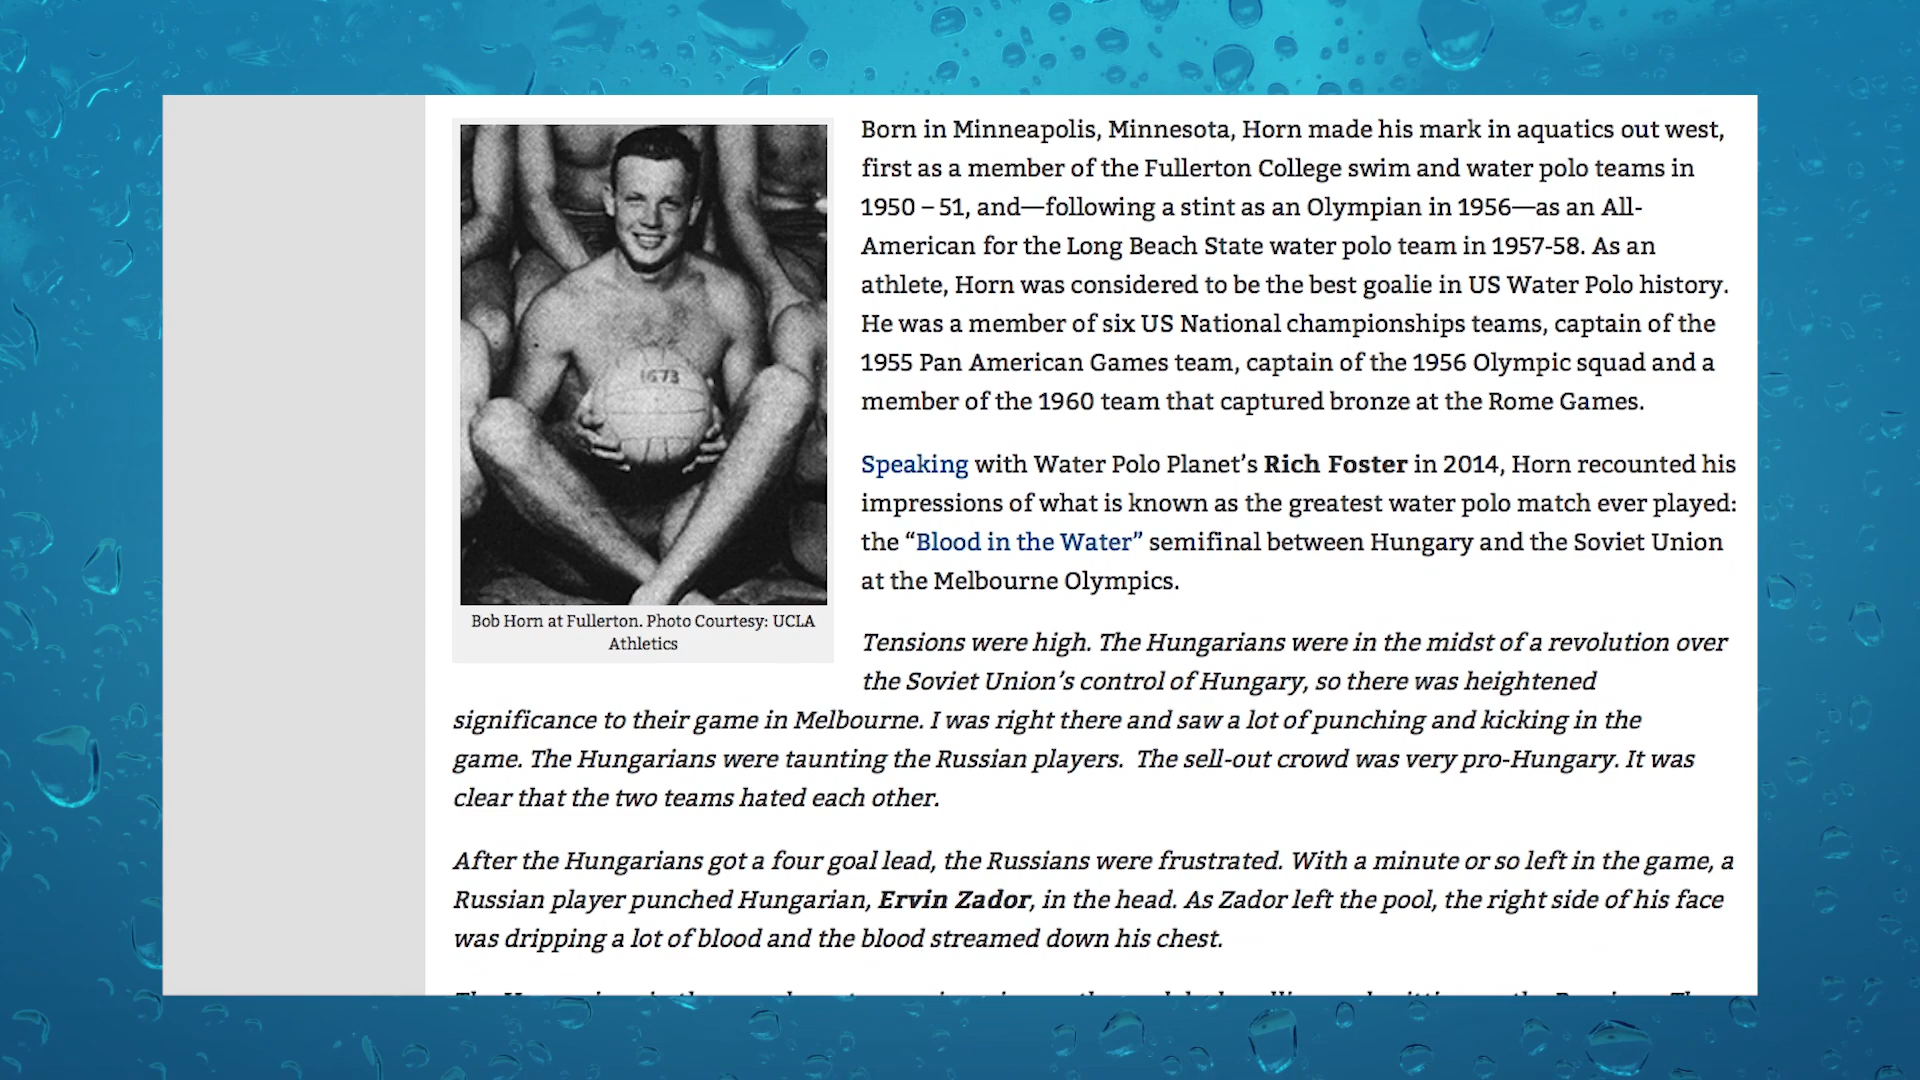 1673
Bob Horn at Fullerton. Photo Courtesy: UCLA
Athletics
Born in Minneapolis, Minnesota, Horn made his mark in aquatics out west,
first as a member of the Fullerton College swim and water polo teams in
1950 – 51, and—following a stint as an Olympian in 1956—as an All-
American for the Long Beach State water polo team in 1957-58. As an
athlete, Horn was considered to be the best goalie in US Water Polo history.
He was a member of six US National championships teams, captain of the
1955 Pan American Games team, captain of the 1956 Olympic squad and a
member of the 1960 team that captured bronze at the Rome Games.
Speaking with Water Polo Planet’s Rich Foster in 2014, Horn recounted his
impressions of what is known as the greatest water polo match ever played:
the “Blood in the Water” semifinal between Hungary and the Soviet Union
at the Melbourne Olympics.
Tensions were high. The Hungarians were in the midst of a revolution over
the Soviet Union’s control of Hungary, so there was heightened
significance to their game in Melbourne. I was right there and saw a lot of punching and kicking in the
game. The Hungarians were taunting the Russian players.  The sell-out crowd was very pro-Hungary. It was
clear that the two teams hated each other.
After the Hungarians got a four goal lead, the Russians were frustrated. With a minute or so left in the game, a
Russian player punched Hungarian, Ervin Zador, in the head. As Zador left the pool, the right side of his face
was dripping a lot of blood and the blood streamed down his chest.